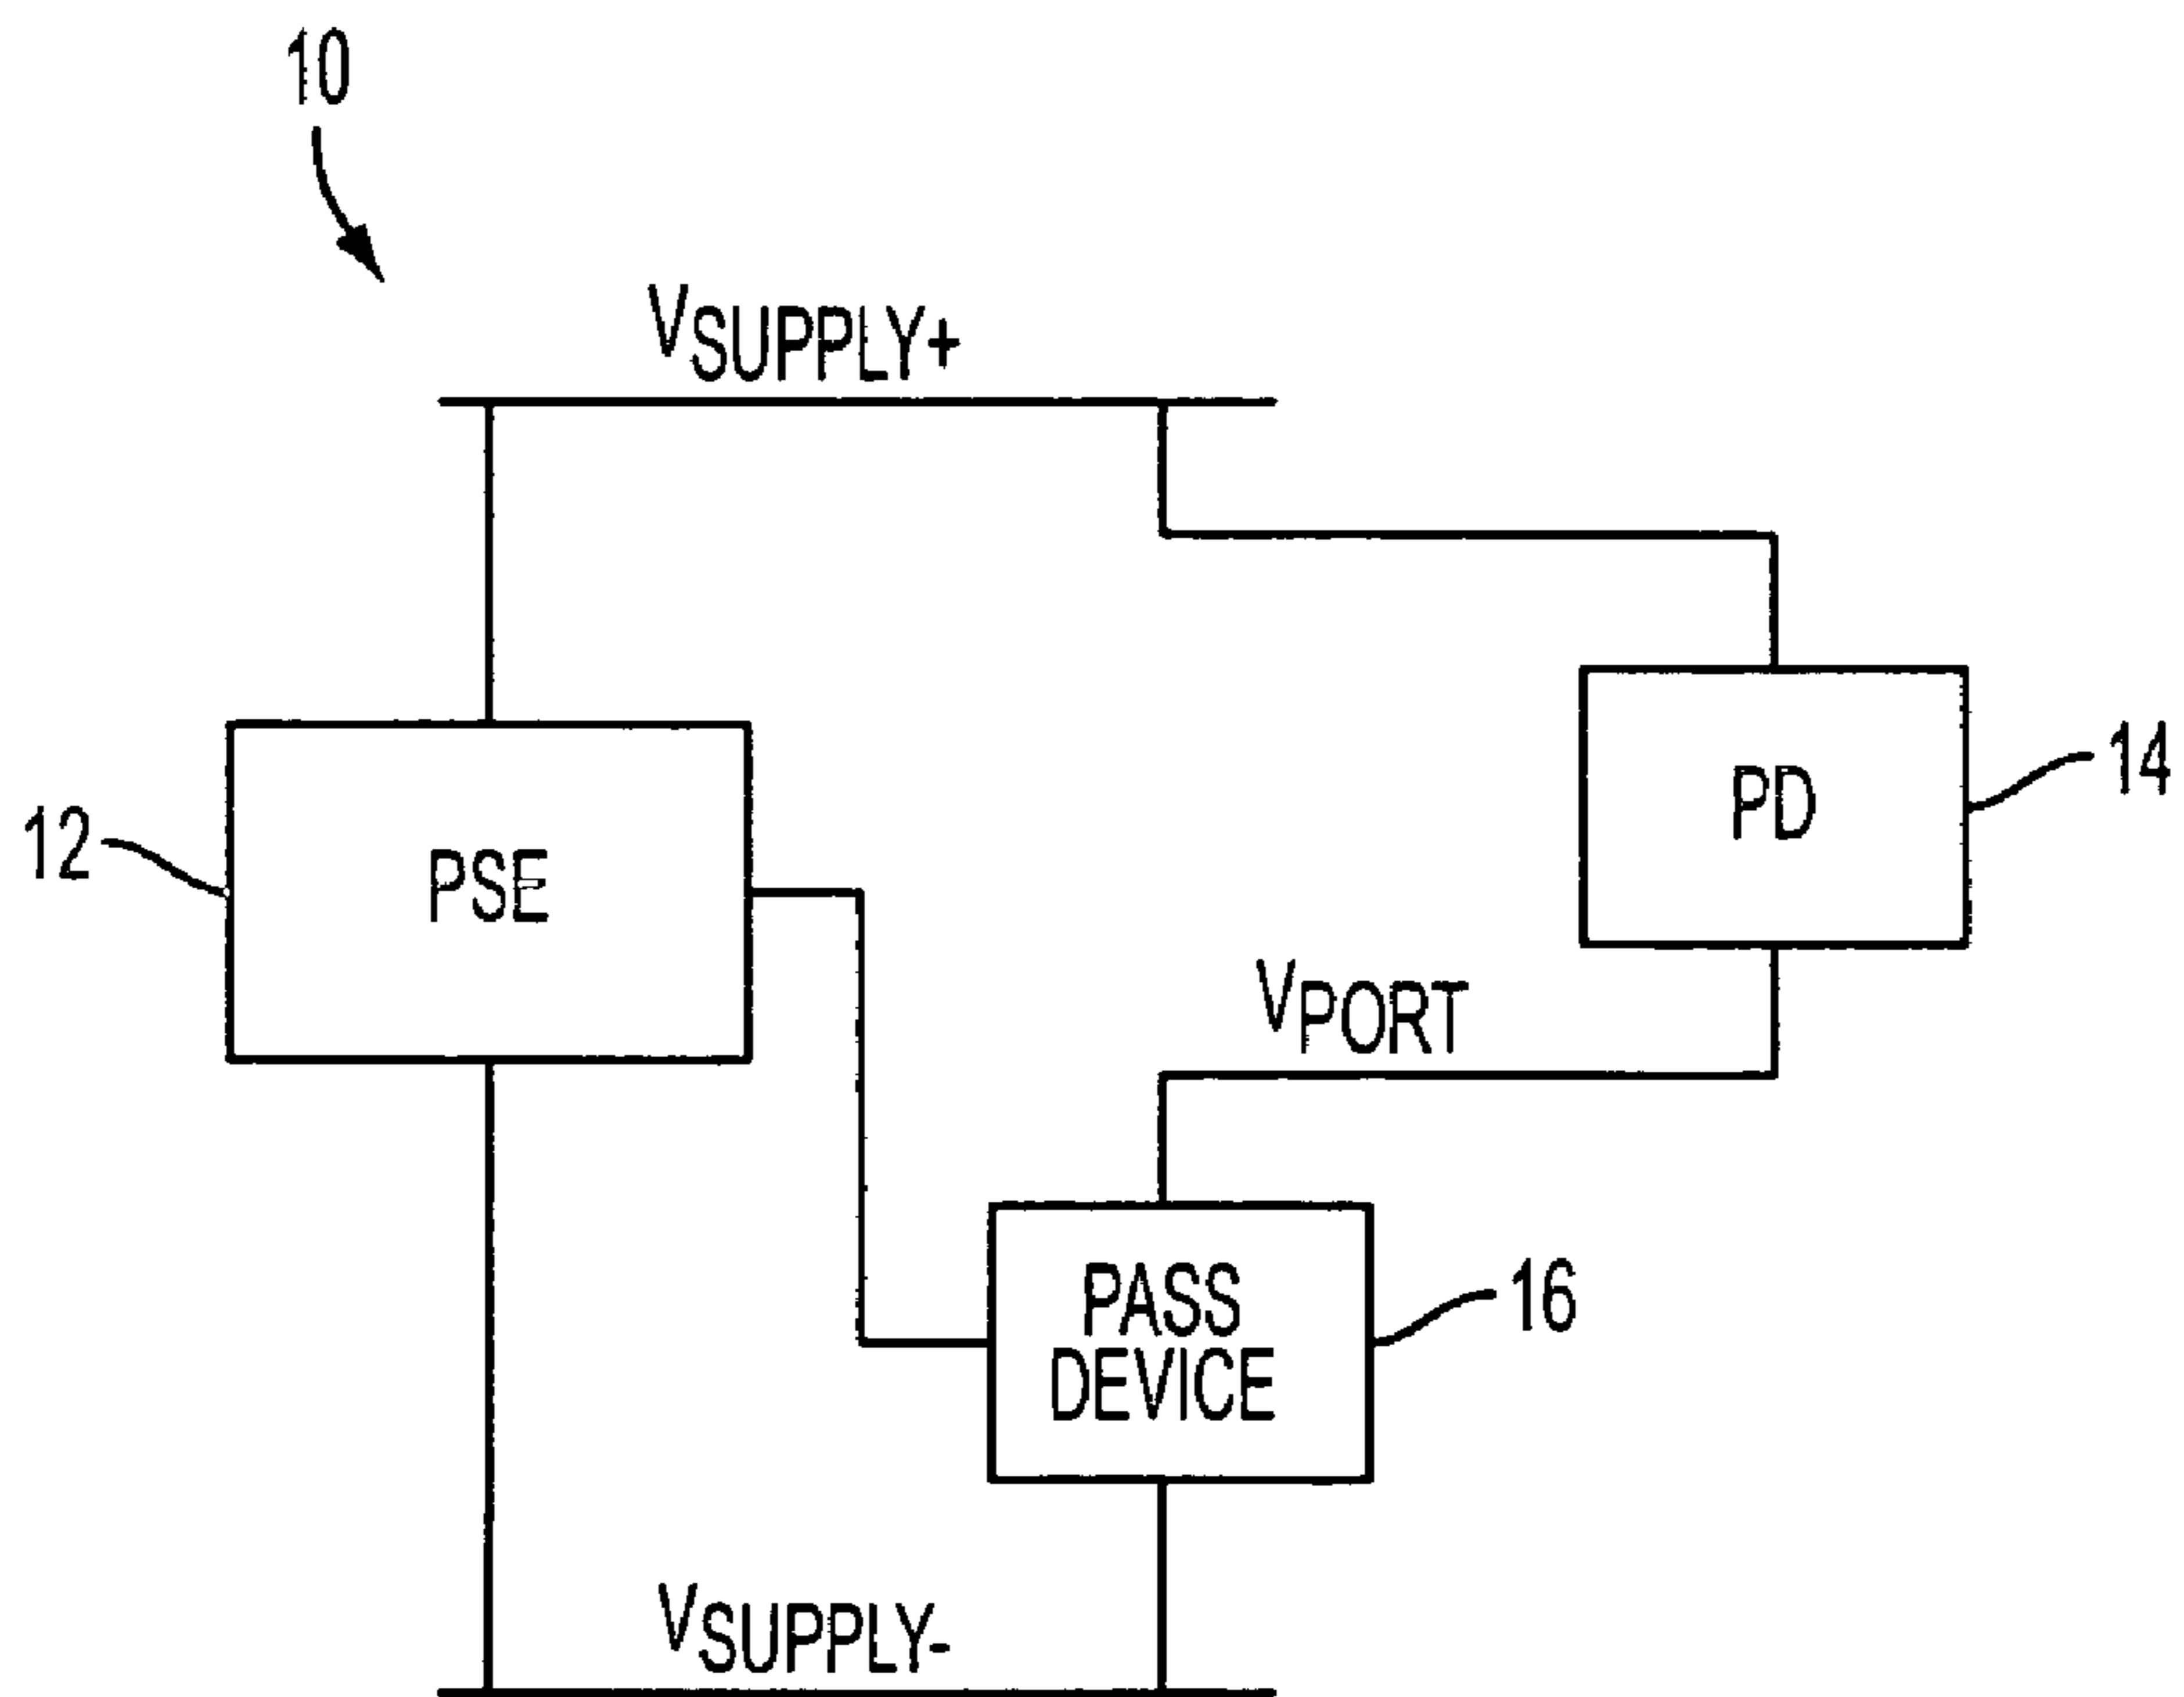 10
VSUPPLY+
12
PSE
PD
14
VPORT
PASS
DEVICE
16
VSUPPLY-